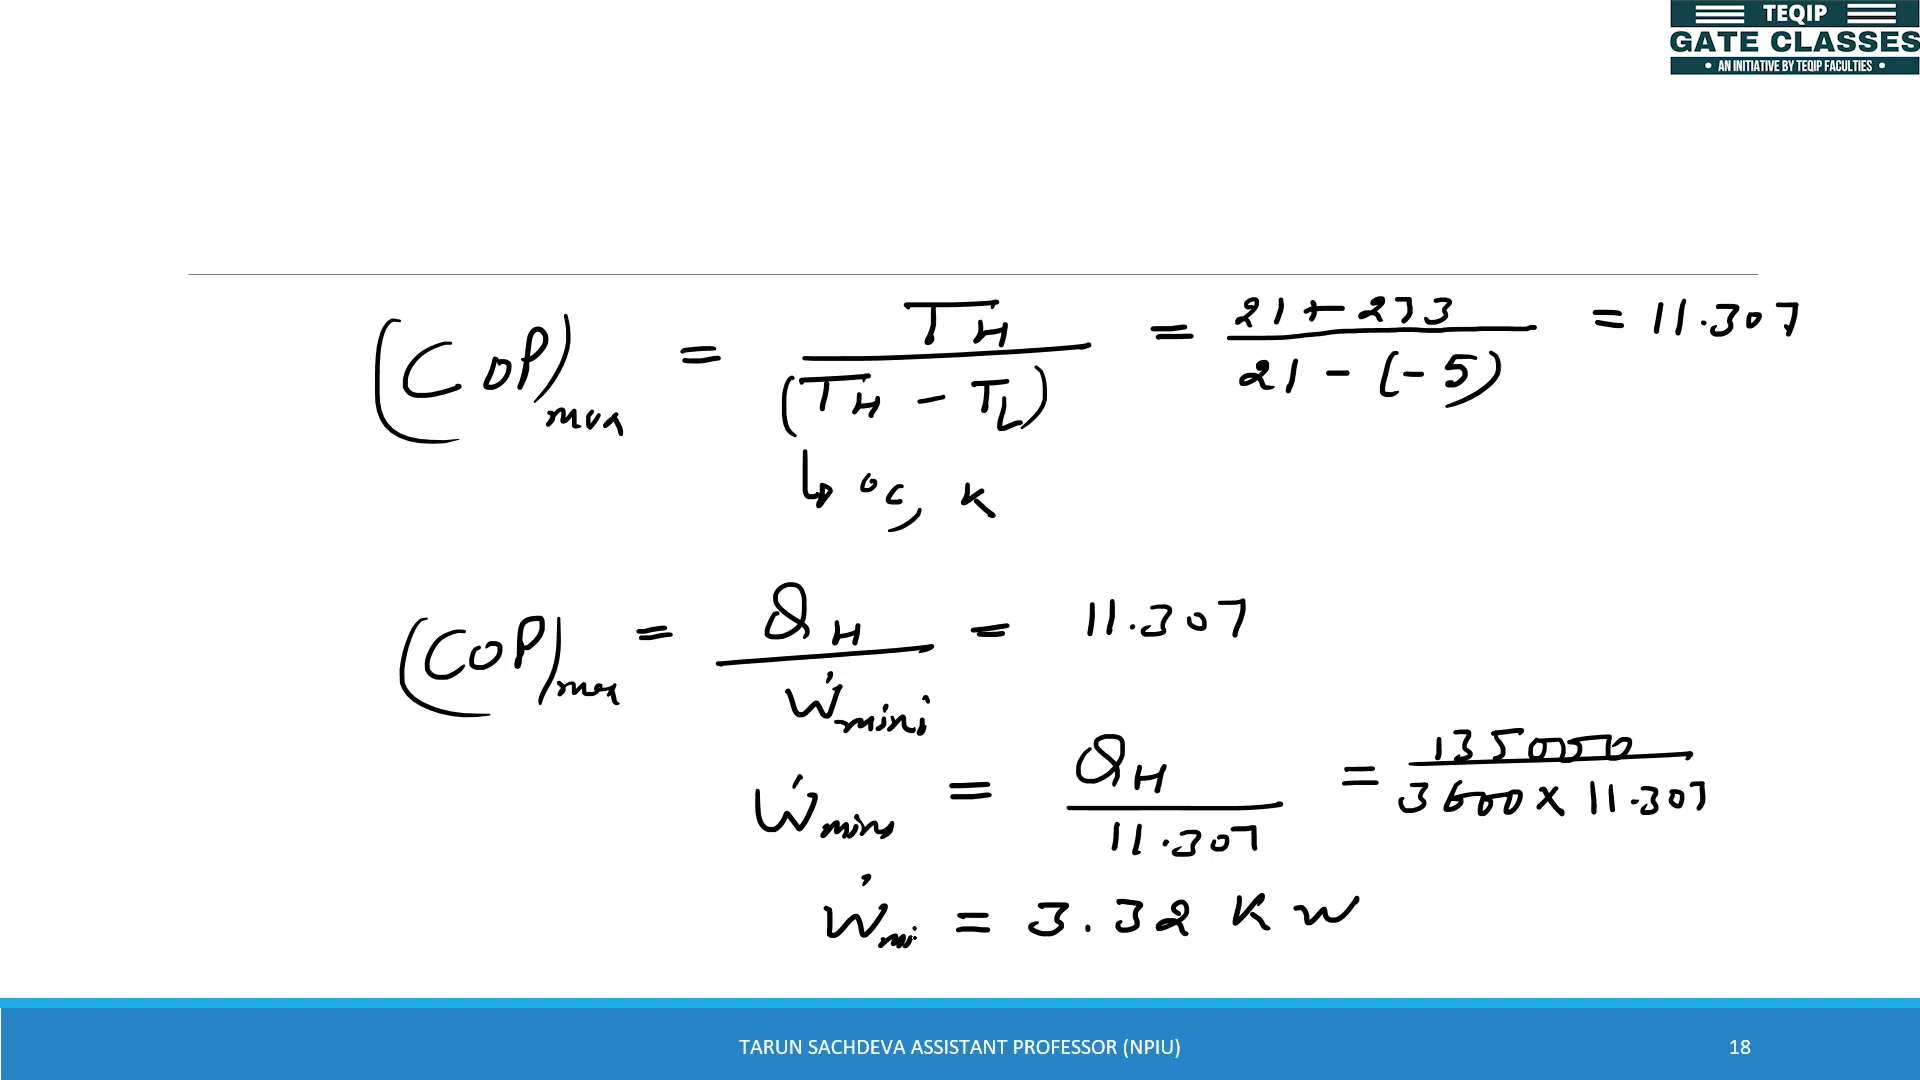 TEQIP
GATE CLASSES
• AN INITIATIVE BY TEQIP FACULTIES •
(COP)max = TH / (TH - TL) = 21 + 273 / 21 - (-5) = 11.307
↳ °C, K
(COP)max = QH / Ẇmini = 11.307
Ẇmini = QH / 11.307 = 135000 / 3600 x 11.307
Ẇmi = 3.32 KW
TARUN SACHDEVA ASSISTANT PROFESSOR (NPIU) 18